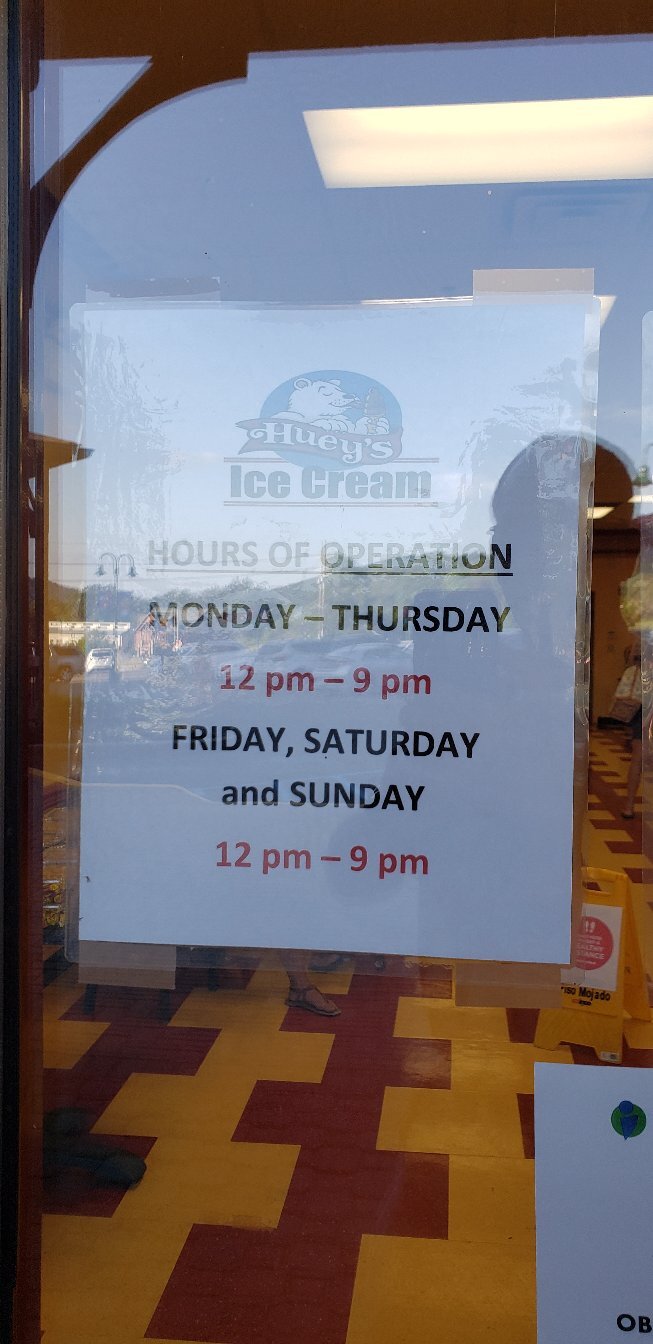 Huey's
Ice Cream
HOURS OF OPERATION
MONDAY – THURSDAY
12 pm – 9 pm
FRIDAY, SATURDAY
and SUNDAY
12 pm – 9 pm
Mojado
OB